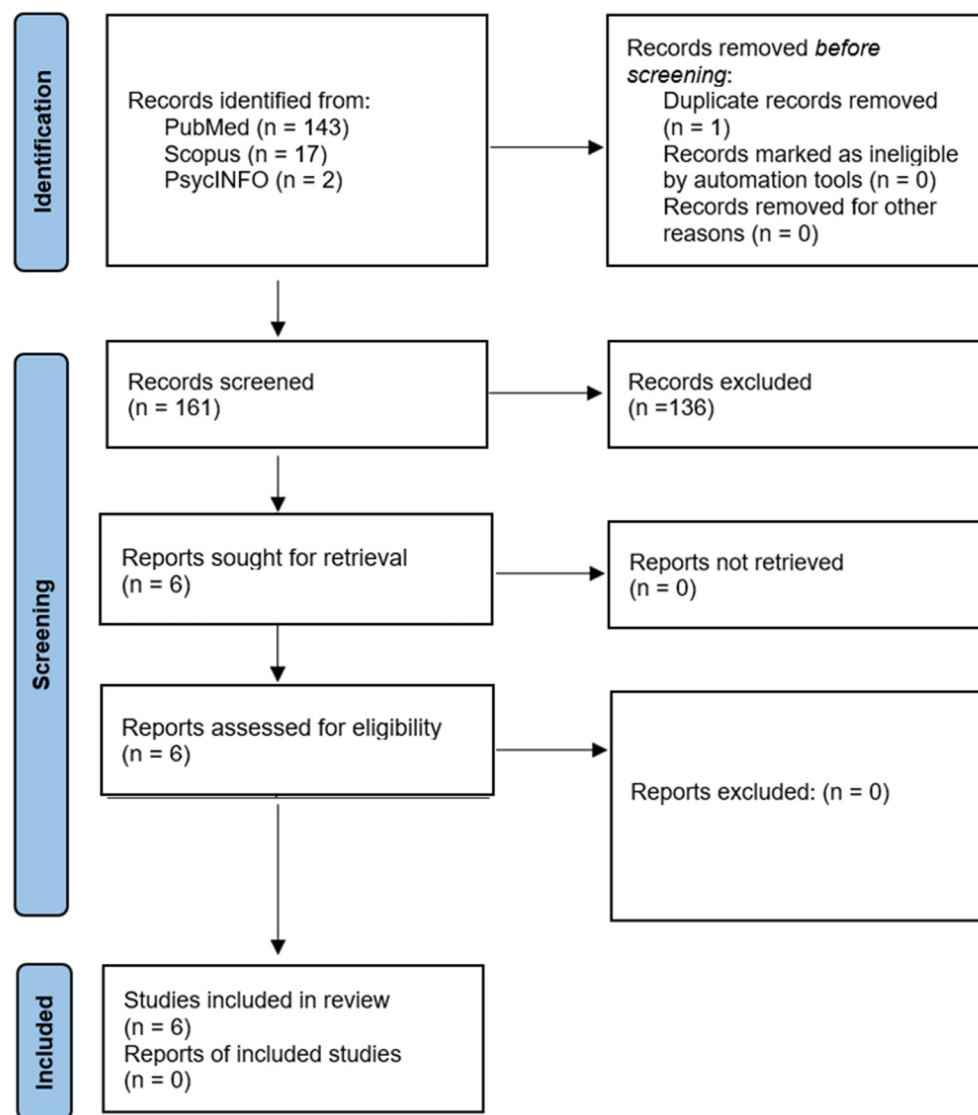 Identification
Records identified from:
PubMed (n = 143)
Scopus (n = 17)
PsycINFO (n = 2)
Records removed before
screening:
Duplicate records removed
(n = 1)
Records marked as ineligible
by automation tools (n = 0)
Records removed for other
reasons (n = 0)
Screening
Records screened
(n = 161)
Records excluded
(n =136)
Reports sought for retrieval
(n = 6)
Reports not retrieved
(n = 0)
Reports assessed for eligibility
(n = 6)
Reports excluded: (n = 0)
Included
Studies included in review
(n = 6)
Reports of included studies
(n = 0)